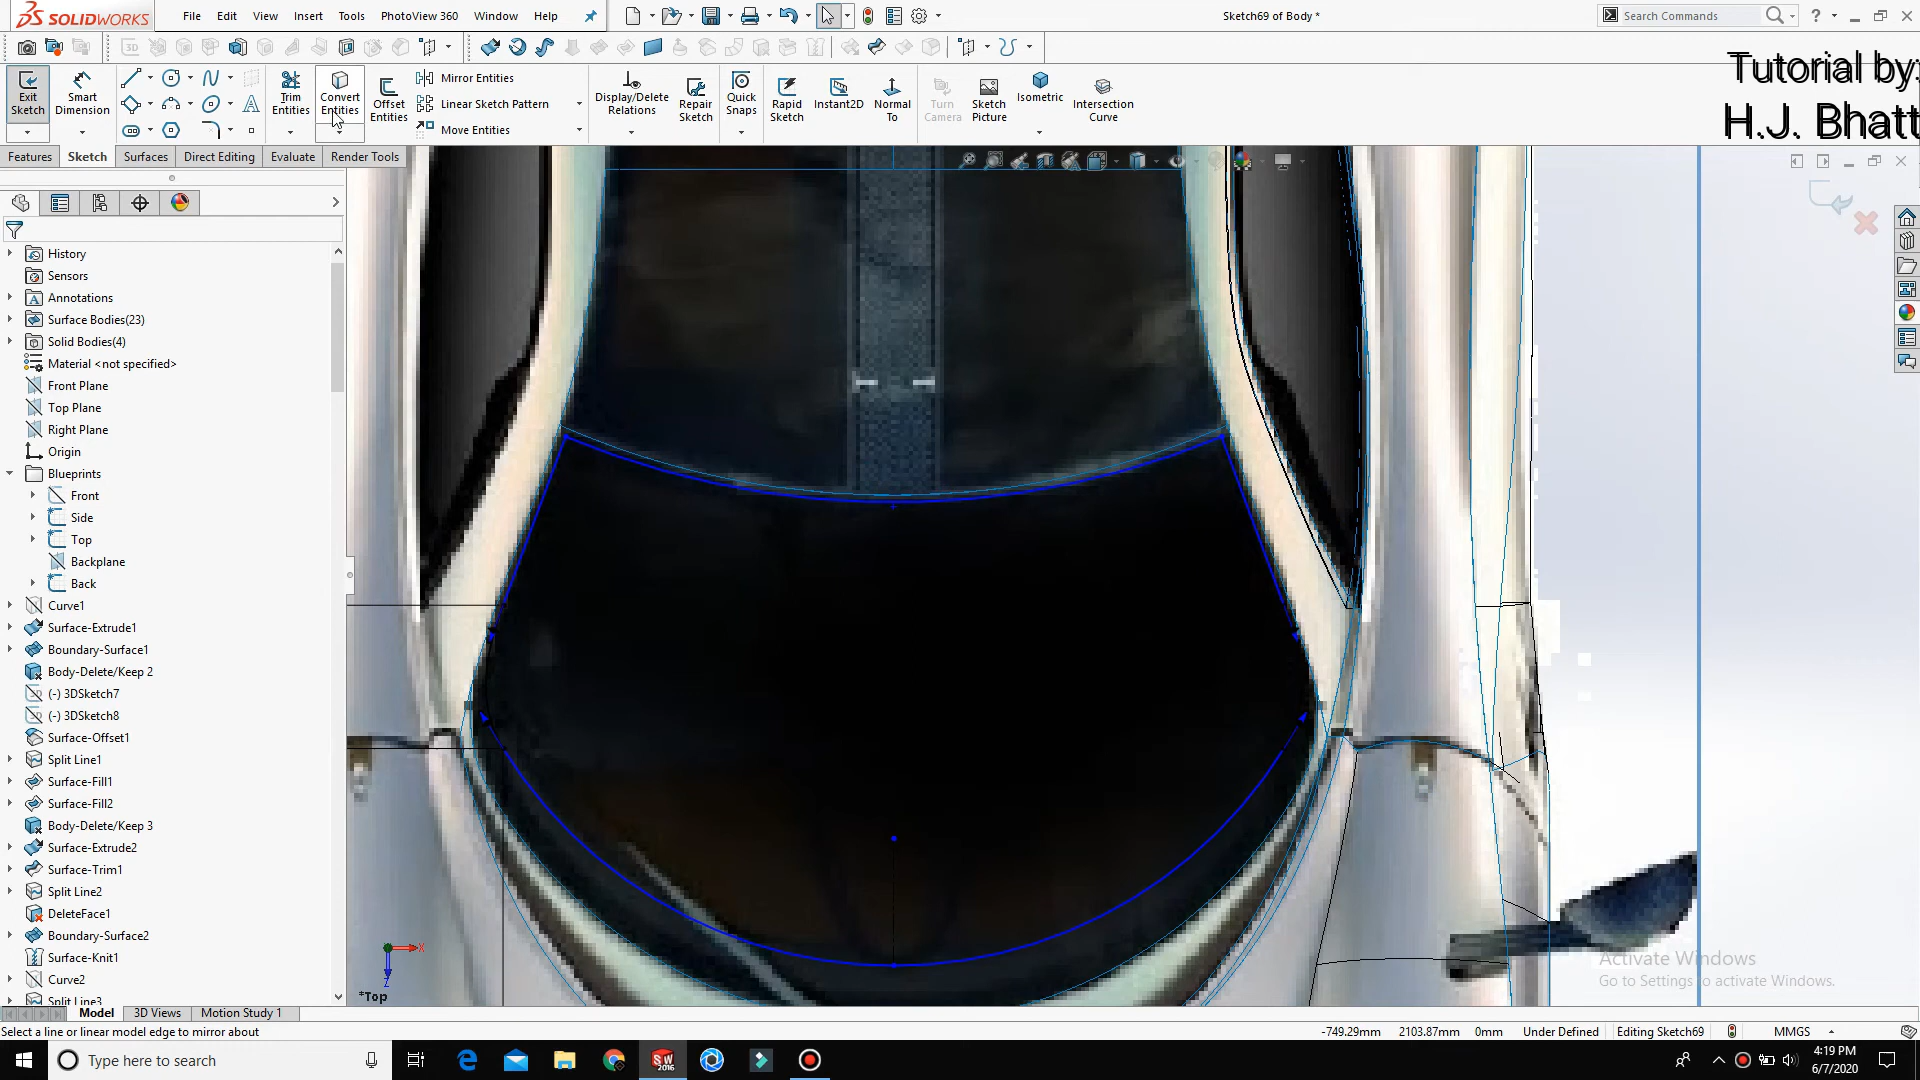 SOLIDWORKS File Edit View Insert Tools PhotoView 360 Window Help Sketch69 of Body * Search Commands
Tutorial by:
H.J. Bhatt
Exit Sketch Smart Dimension Trim Entities Convert Entities Offset Entities Mirror Entities Linear Sketch Pattern Move Entities Display/Delete Relations Repair Sketch Quick Snaps Rapid Sketch Instant2D Normal To Turn Camera Sketch Picture Isometric Intersection Curve
Features Sketch Surfaces Direct Editing Evaluate Render Tools
History
Sensors
Annotations
Surface Bodies(23)
Solid Bodies(4)
Material <not specified>
Front Plane
Top Plane
Right Plane
Origin
Blueprints
Front
Side
Top
Backplane
Back
Curve1
Surface-Extrude1
Boundary-Surface1
Body-Delete/Keep 2
(-) 3DSketch7
(-) 3DSketch8
Surface-Offset1
Split Line1
Surface-Fill1
Surface-Fill2
Body-Delete/Keep 3
Surface-Extrude2
Surface-Trim1
Split Line2
DeleteFace1
Boundary-Surface2
Surface-Knit1
Curve2
Split Line3
X
Z
*Top
Activate Windows
Go to Settings to activate Windows.
Model 3D Views Motion Study 1
Select a line or linear model edge to mirror about -749.29mm 2103.87mm 0mm Under Defined Editing Sketch69 MMGS
Type here to search
SW 2016
4:19 PM
6/7/2020